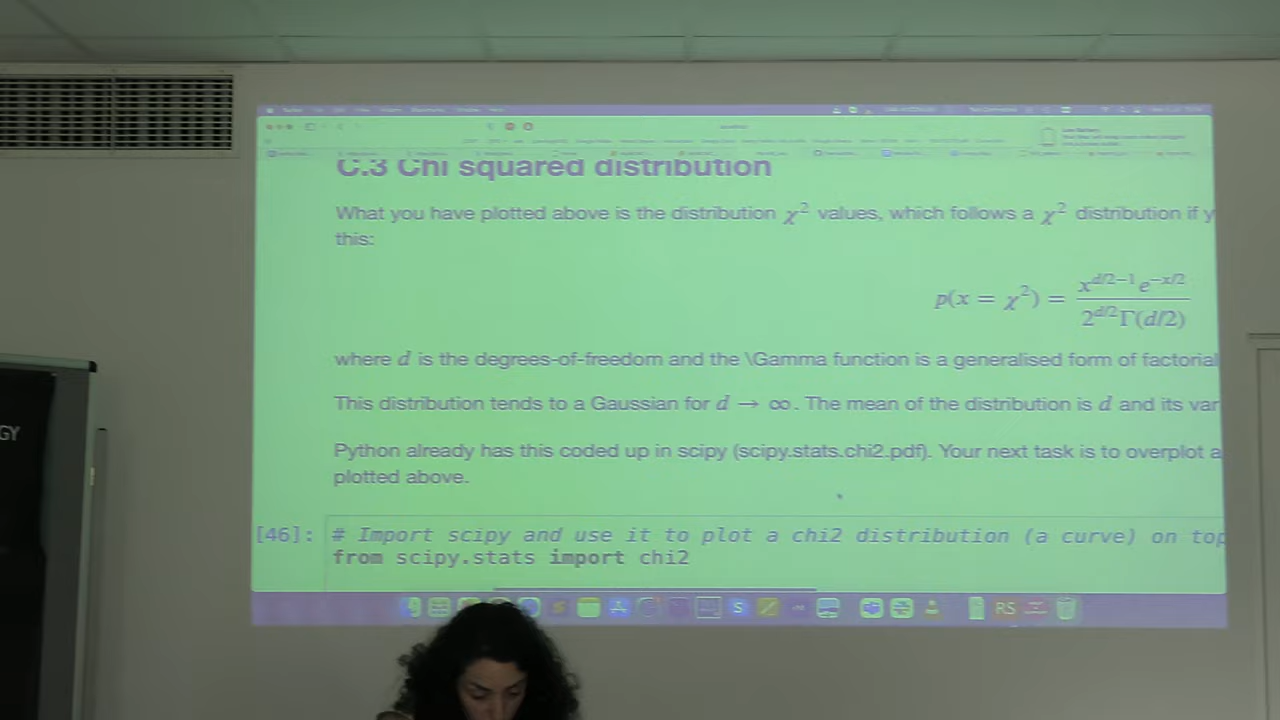 C.3 Chi squared distribution
What you have plotted above is the distribution χ² values, which follows a χ² distribution if y
this:
p(x = χ²) = x^{d/2−1} e^{−x/2} / 2^{d/2} Γ(d/2)
where d is the degrees-of-freedom and the \Gamma function is a generalised form of factorial
This distribution tends to a Gaussian for d → ∞. The mean of the distribution is d and its var
Python already has this coded up in scipy (scipy.stats.chi2.pdf). Your next task is to overplot a
plotted above.
[46]: # Import scipy and use it to plot a chi2 distribution (a curve) on top
from scipy.stats import chi2
GY
S
RS